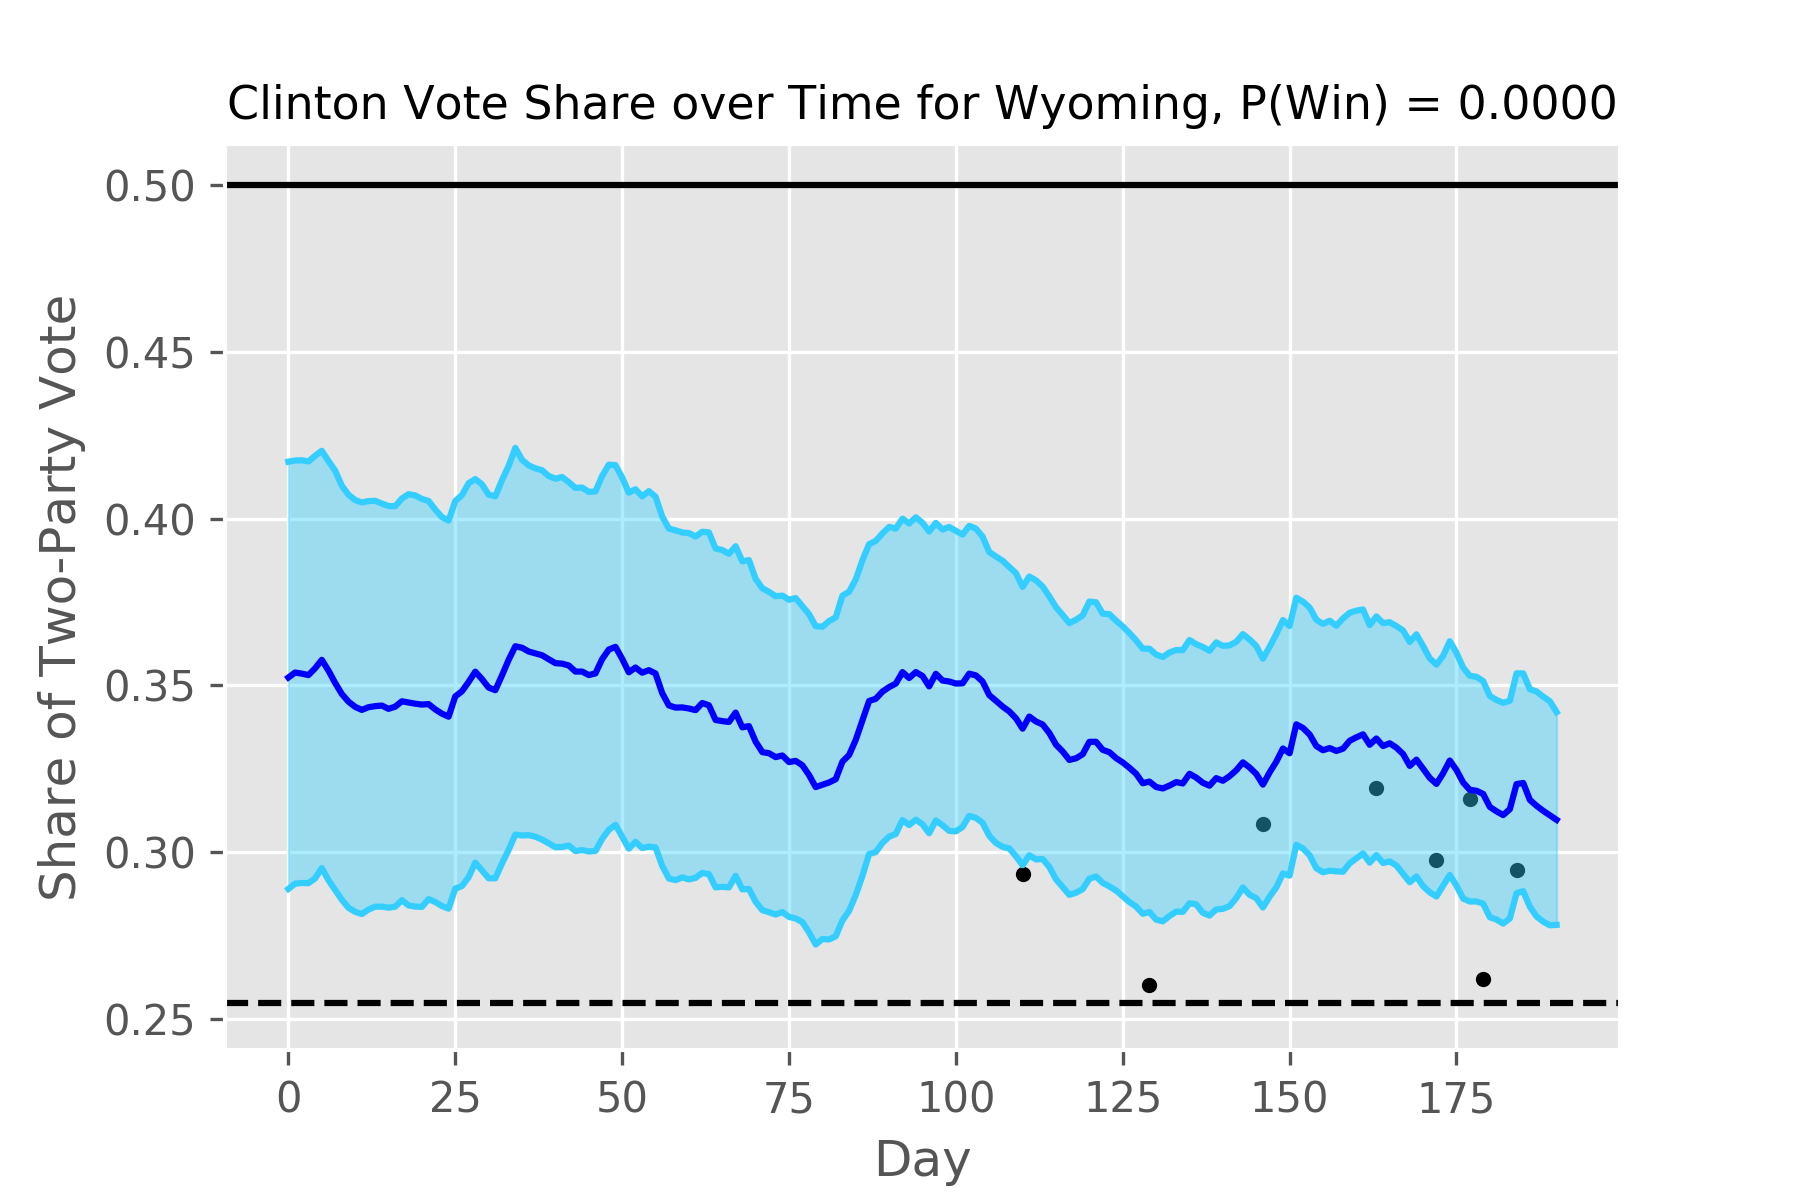 Clinton Vote Share over Time for Wyoming, P(Win) = 0.0000
Share of Two-Party Vote
0.50
0.45
0.40
0.35
0.30
0.25
0 25 50 75 100 125 150 175
Day